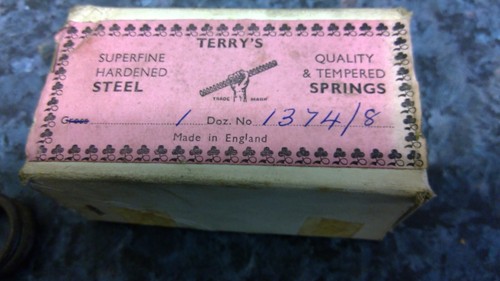 TERRY'S
SUPERFINE QUALITY
HARDENED & TEMPERED
STEEL SPRINGS
TRADE MARK
Gross 1 Doz. No 1374/8
Made in England